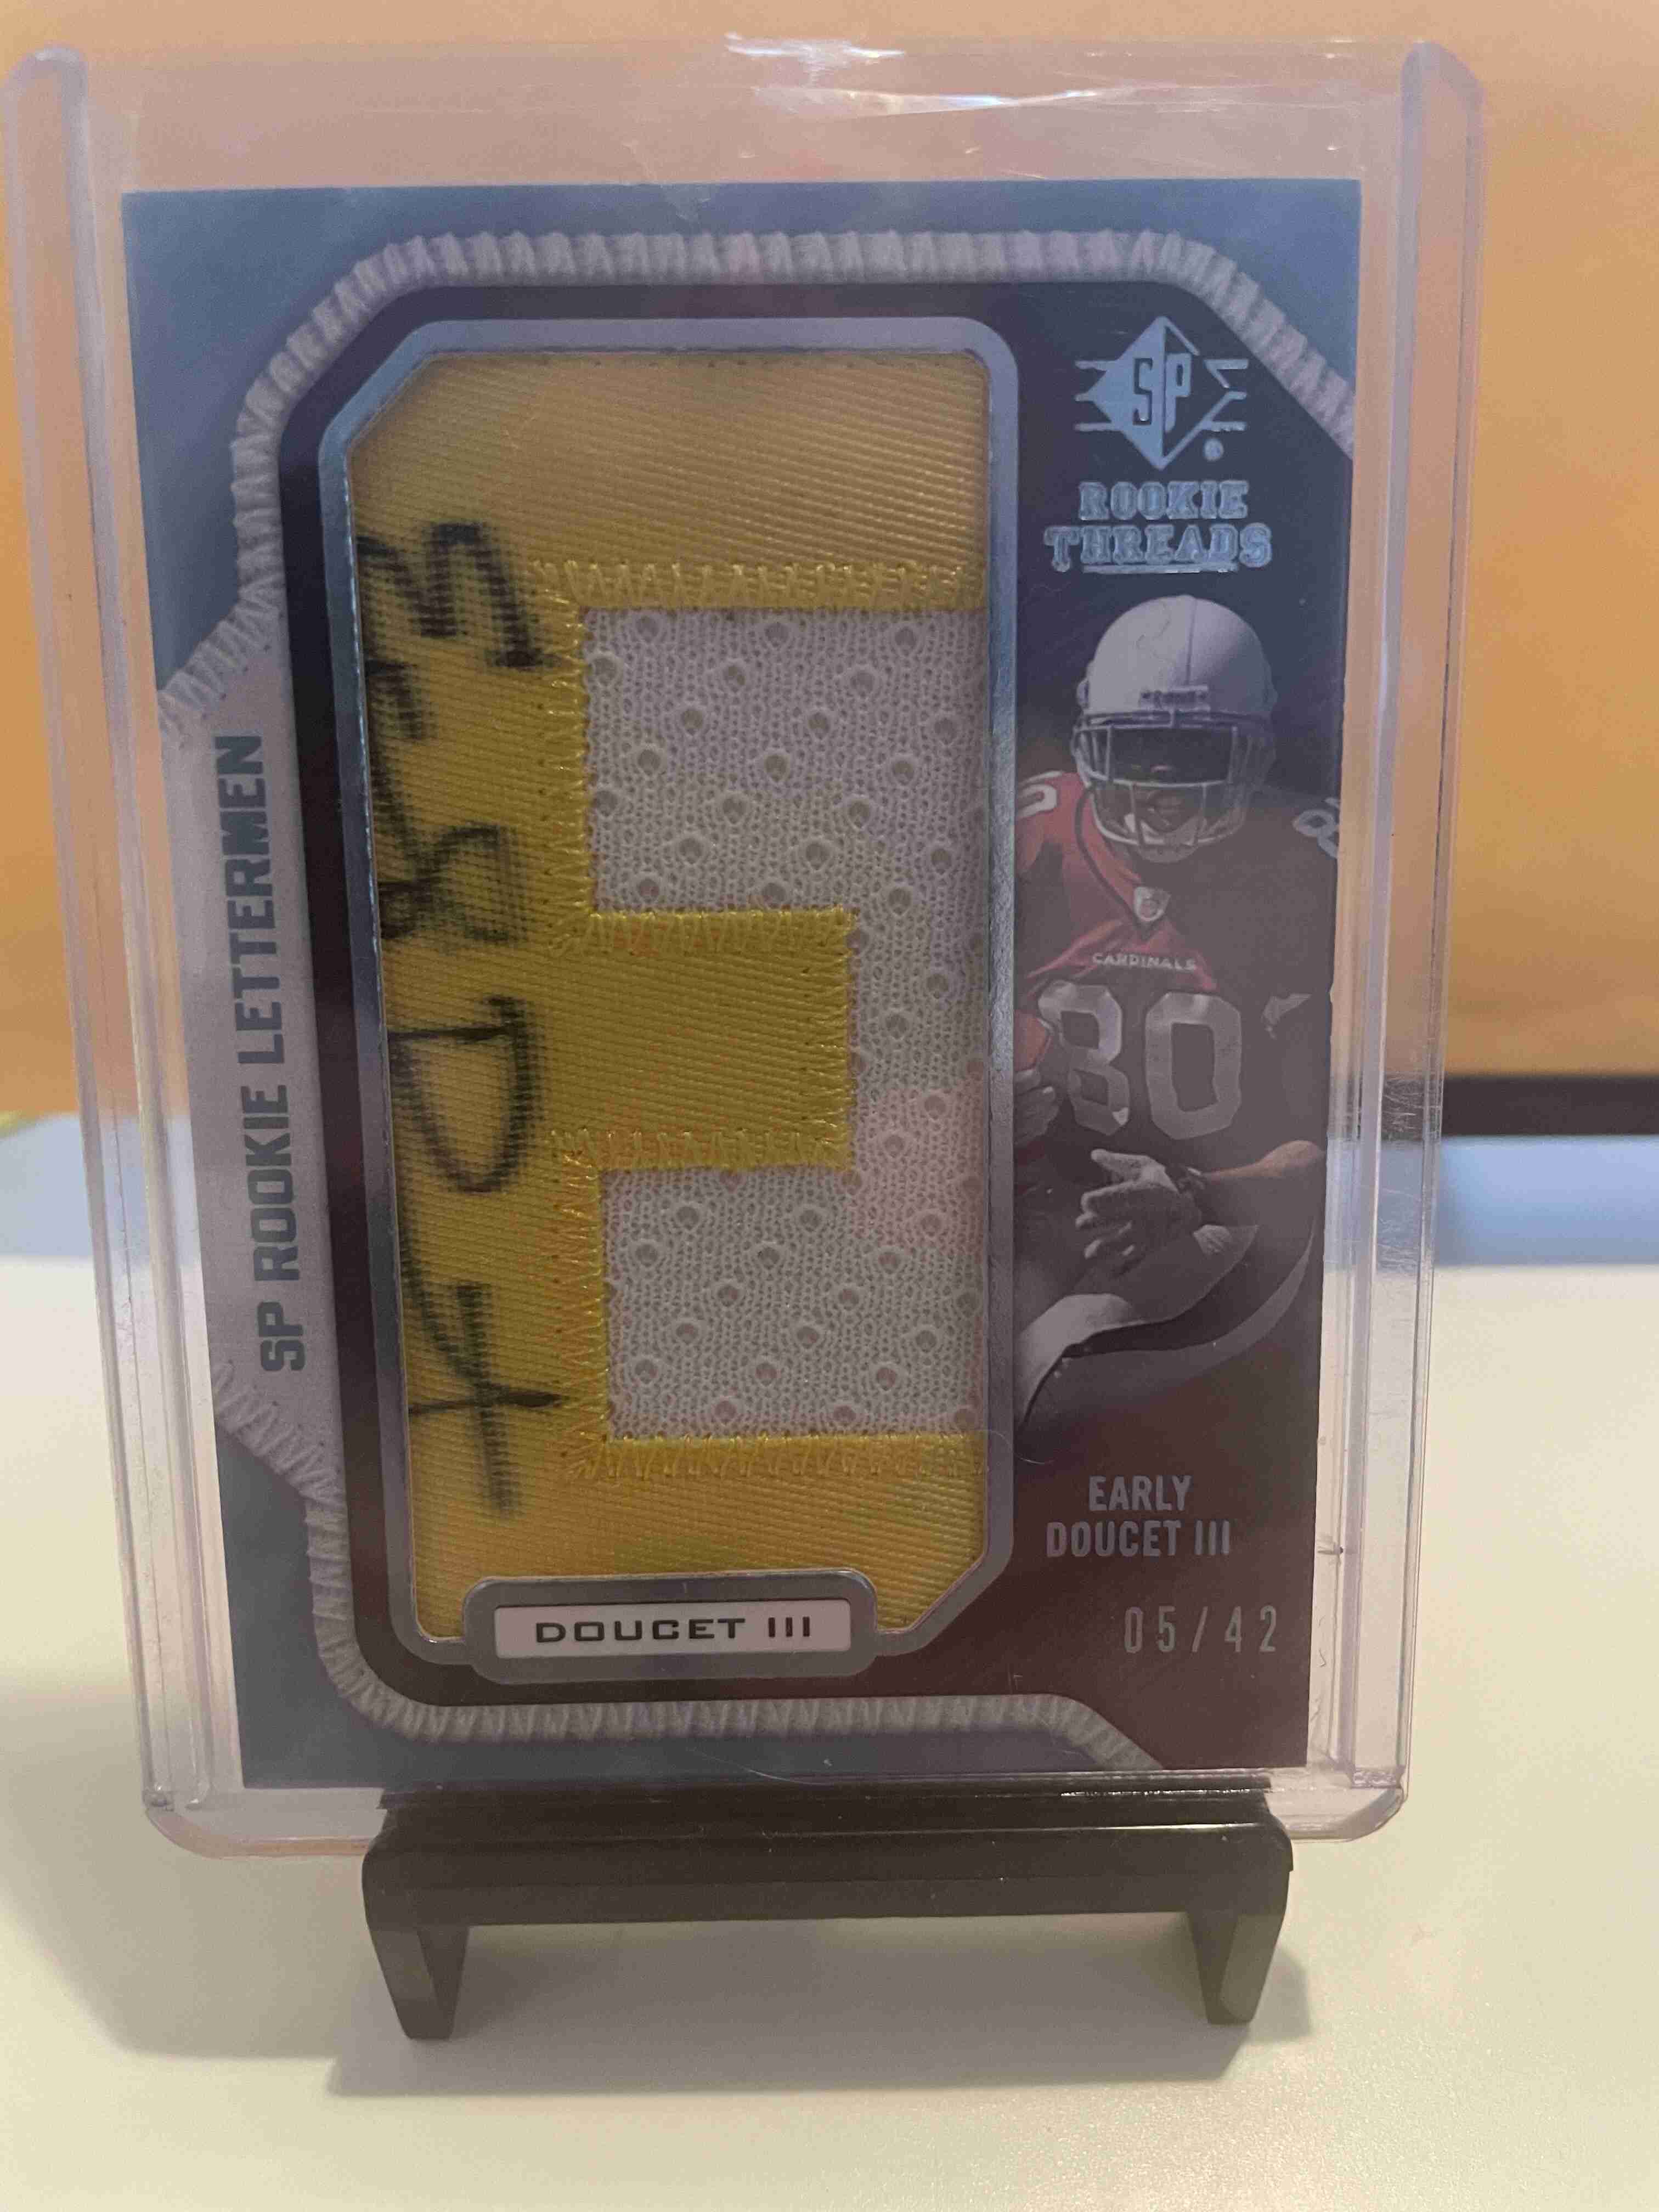 SP ROOKIE LETTERMEN
SP
ROOKIE
THREADS
CARDINALS
80
EARLY
DOUCET III
05/42
DOUCET III